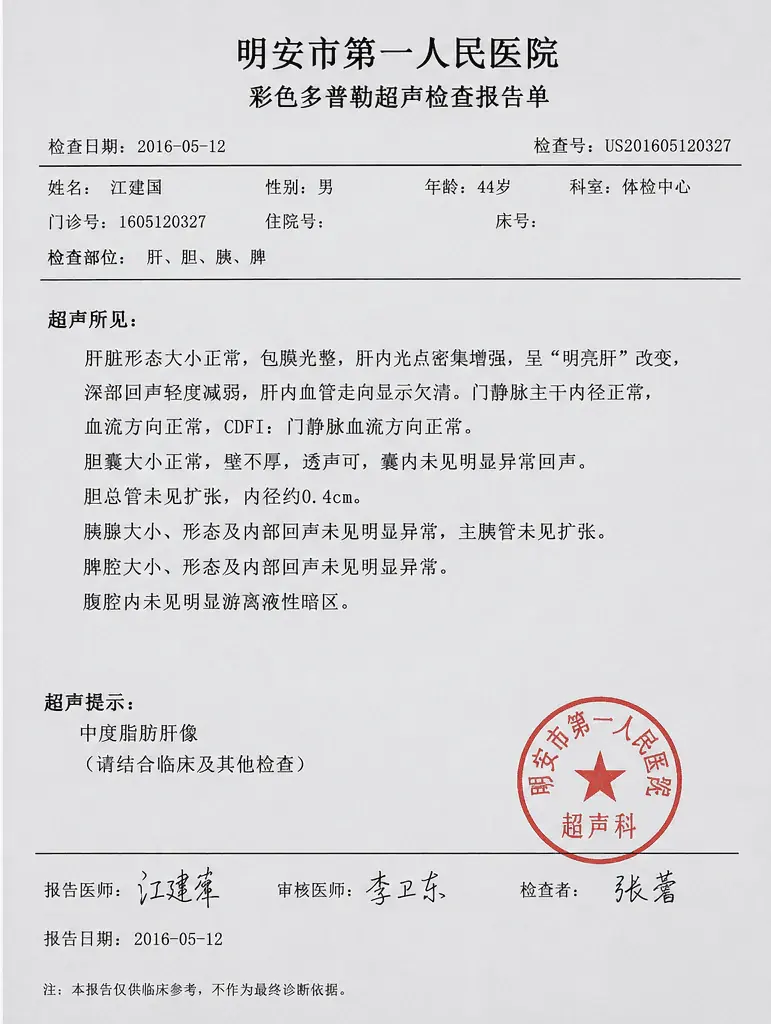 明安市第一人民医院
彩色多普勒超声检查报告单
检查日期：2016-05-12 检查号：US201605120327
姓名：江建国 性别：男 年龄：44岁 科室：体检中心
门诊号：1605120327 住院号： 床号：
检查部位：肝、胆、胰、脾
超声所见：
肝脏形态大小正常，包膜光整，肝内光点密集增强，呈“明亮肝”改变，
深部回声轻度减弱，肝内血管走向显示欠清。门静脉主干内径正常，
血流方向正常，CDFI：门静脉血流方向正常。
胆囊大小正常，壁不厚，透声可，囊内未见明显异常回声。
胆总管未见扩张，内径约0.4cm。
胰腺大小、形态及内部回声未见明显异常，主胰管未见扩张。
脾腔大小、形态及内部回声未见明显异常。
腹腔内未见明显游离液性暗区。
超声提示：
中度脂肪肝像
（请结合临床及其他检查）
明安市第一人民医院
超声科
报告医师：江建 审核医师：李卫东 检查者：张
报告日期：2016-05-12
注：本报告仅供临床参考，不作为最终诊断依据。